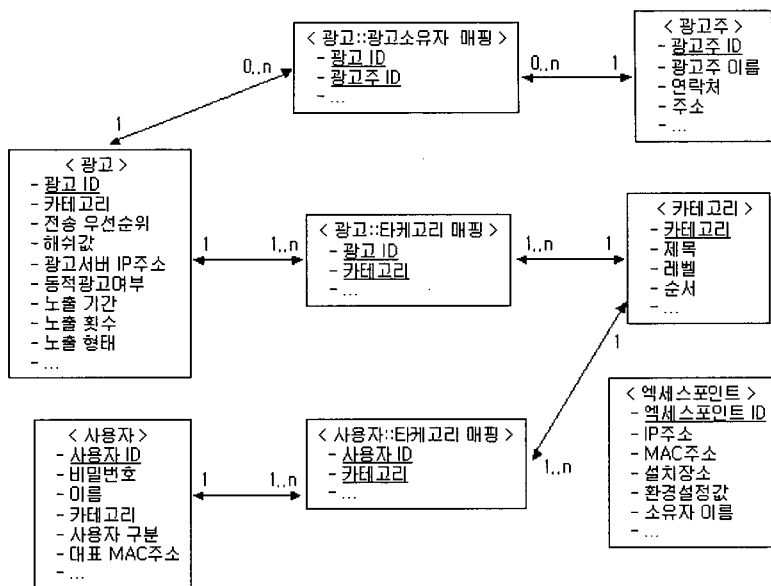 < 광고::광고소유자 매핑 >
- 광고 ID
- 광고주 ID
- ...
< 광고주 >
- 광고주 ID
- 광고주 이름
- 연락처
- 주소
- ...
0..n
0..n
1
1
< 광고 >
- 광고 ID
- 카테고리
- 전송 우선순위
- 해쉬값
- 광고서버 IP주소
- 동적광고여부
- 노출 기간
- 노출 횟수
- 노출 형태
- ...
1
1..n
< 광고::타케고리 매핑 >
- 광고 ID
- 카테고리
- ...
1..n
1
< 카테고리 >
- 카테고리
- 제목
- 레벨
- 순서
- ...
1
< 사용자 >
- 사용자 ID
- 비밀번호
- 이름
- 카테고리
- 사용자 구분
- 대표 MAC주소
- ...
1
1..n
< 사용자::타케고리 매핑 >
- 사용자 ID
- 카테고리
- ...
1..n
< 엑세스포인트 >
- 엑세스포인트 ID
- IP주소
- MAC주소
- 설치장소
- 환경설정값
- 소유자 이름
- ...